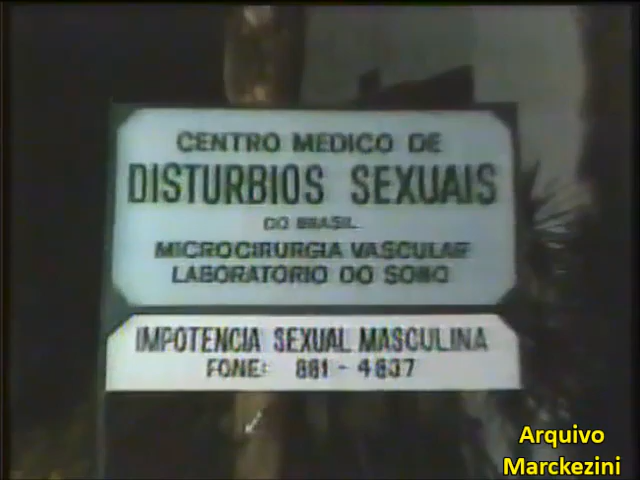 CENTRO MEDICO DE
DISTURBIOS SEXUAIS
DO BRASIL
MICROCIRURGIA VASCULAR
LABORATORIO DO SONO
IMPOTENCIA SEXUAL MASCULINA
FONE: 881 - 4837
Arquivo
Marckezini